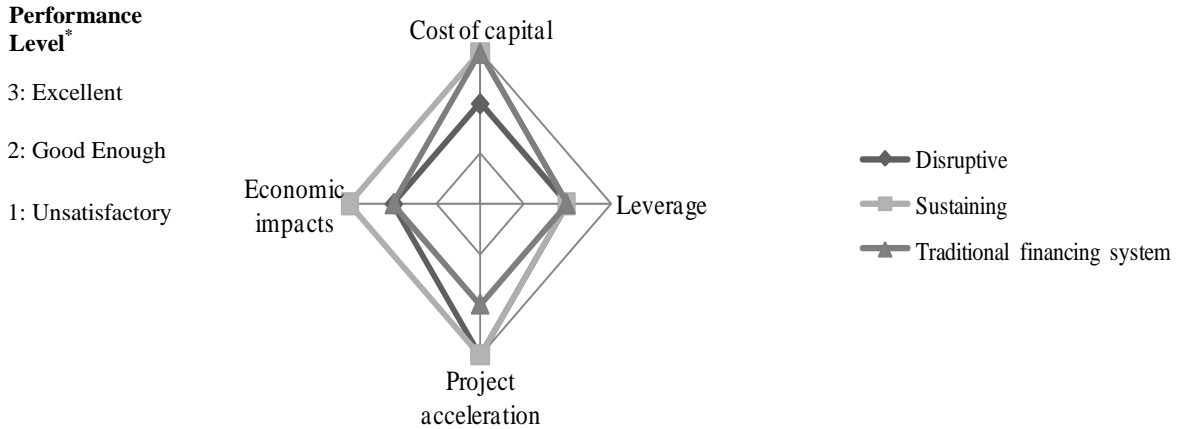 Performance
Level*
3: Excellent
2: Good Enough
1: Unsatisfactory
Cost of capital
Economic
impacts
Leverage
Project
acceleration
Disruptive
Sustaining
Traditional financing system